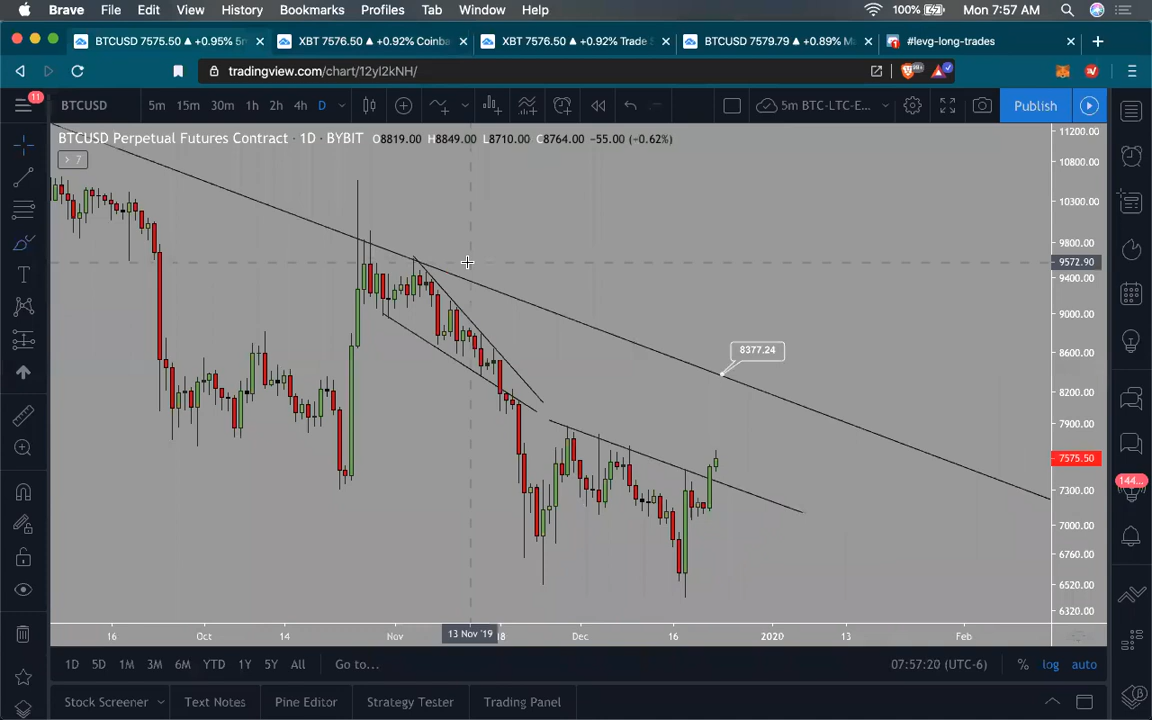 Brave File Edit View History Bookmarks Profiles Tab Window Help 100% Mon 7:57 AM
BTCUSD 7575.50 ▲ +0.95% 5m
XBT 7576.50 ▲ +0.92% Coinba
XBT 7576.50 ▲ +0.92% Trade
BTCUSD 7579.79 ▲ +0.89%
#levg-long-trades
tradingview.com/chart/12yI2kNH/
11
BTCUSD 5m 15m 30m 1h 2h 4h D 5m BTC-LTC-E... Publish
BTCUSD Perpetual Futures Contract · 1D · BYBIT O8819.00 H8849.00 L8710.00 C8764.00 -55.00 (-0.62%)
7
11200.00
10800.00
10300.00
9800.00
9572.90
9400.00
9000.00
8600.00
8377.24
8200.00
7900.00
7575.50
7300.00
144...
7000.00
6760.00
6520.00
6320.00
16 Oct 14 Nov 13 Nov '19 18 Dec 16 2020 13 Feb
1D 5D 1M 3M 6M YTD 1Y 5Y All Go to... 07:57:20 (UTC-6) % log auto
Stock Screener Text Notes Pine Editor Strategy Tester Trading Panel